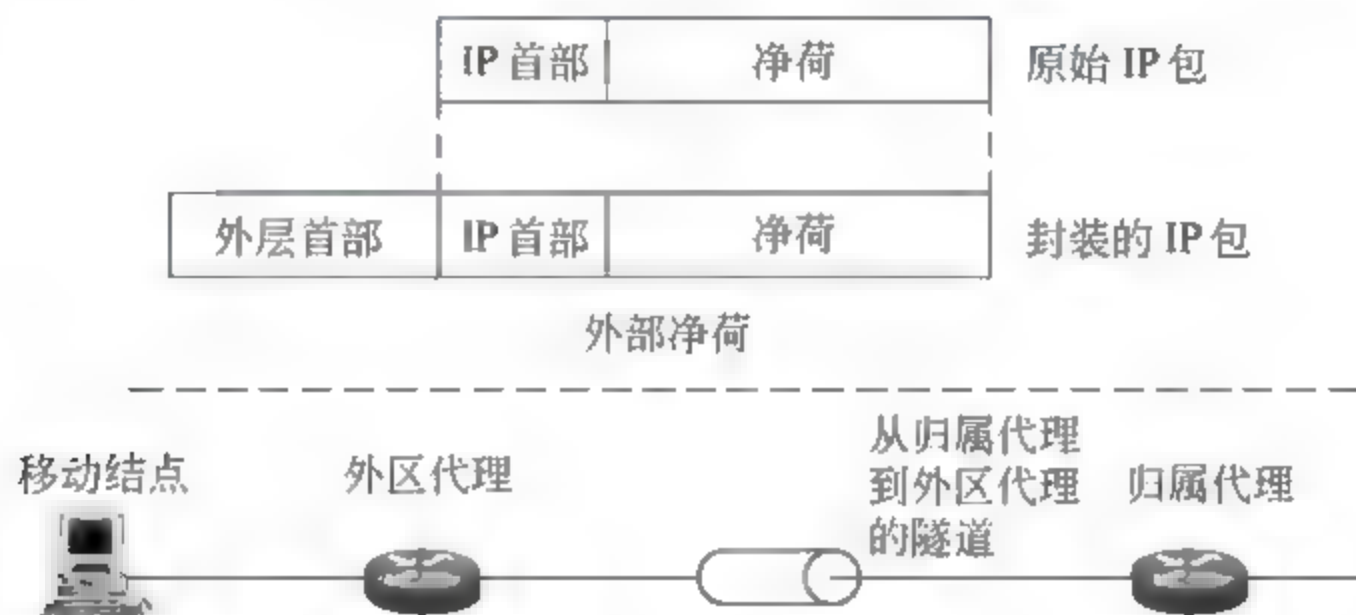 IP 首部 净荷 原始 IP 包
外层首部 IP 首部 净荷 封装的 IP 包
外部净荷
移动结点 外区代理 从归属代理 归属代理
到外区代理
的隧道